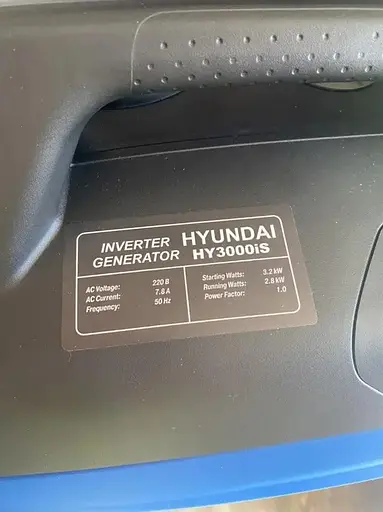 INVERTER GENERATOR
HYUNDAI
HY3000iS
AC Voltage: 220 B
AC Current: 7.8 A
Frequency: 50 Hz
Starting Watts: 3.2 kW
Running Watts: 2.8 kW
Power Factor: 1.0